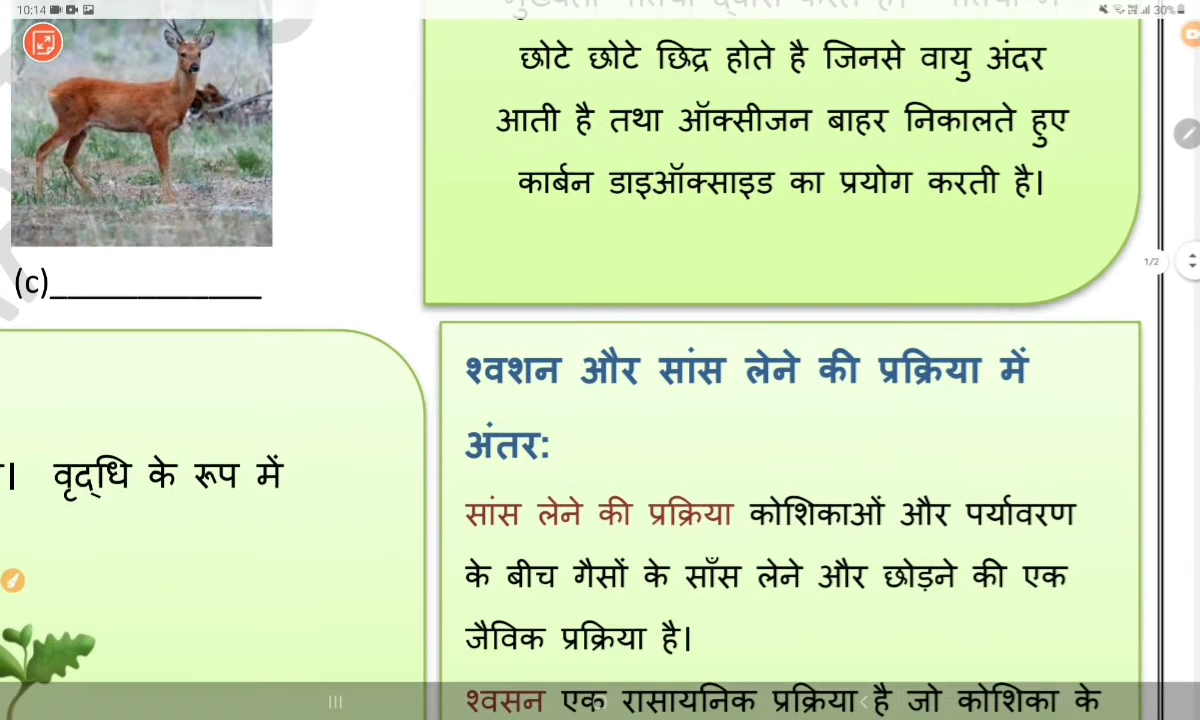 10:14
30%
छोटे छोटे छिद्र होते है जिनसे वायु अंदर
आती है तथा ऑक्सीजन बाहर निकालते हुए
कार्बन डाइऑक्साइड का प्रयोग करती है।
1/2
(c)____________
श्वशन और सांस लेने की प्रक्रिया में
अंतर:
।  वृद्धि के रूप में
सांस लेने की प्रक्रिया कोशिकाओं और पर्यावरण
के बीच गैसों के साँस लेने और छोड़ने की एक
जैविक प्रक्रिया है।
श्वसन एक रासायनिक प्रक्रिया है जो कोशिका के